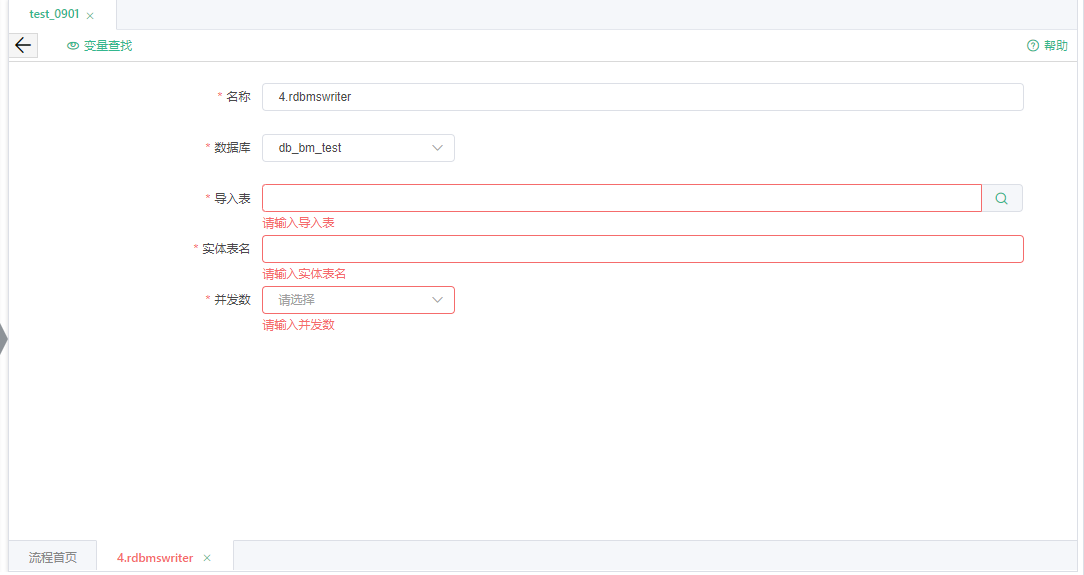 test_0901
变量查找
帮助
* 名称 4.rdbmswriter
* 数据库 db_bm_test
* 导入表
请输入导入表
* 实体表名
请输入实体表名
* 并发数 请选择
请输入并发数
流程首页 4.rdbmswriter